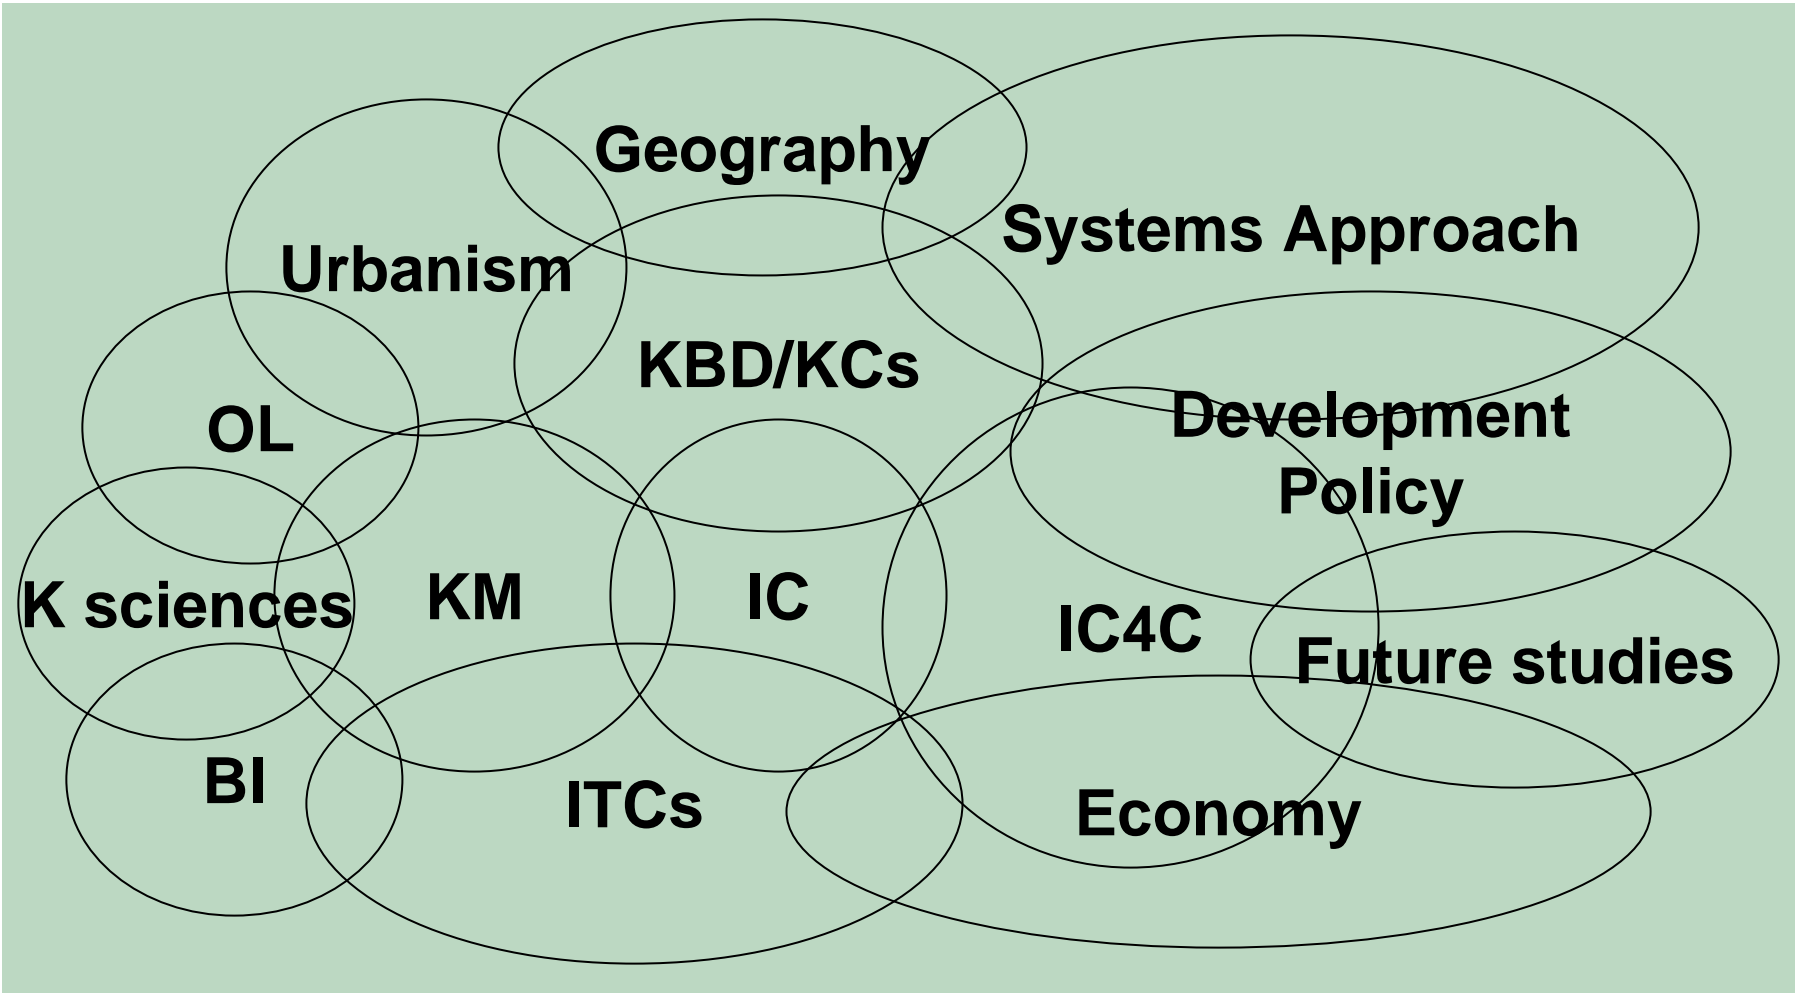 Geography
Systems Approach
Urbanism
KBD/KCs
Development
Policy
OL
K sciences
KM
IC
IC4C
Future studies
BI
ITCs
Economy